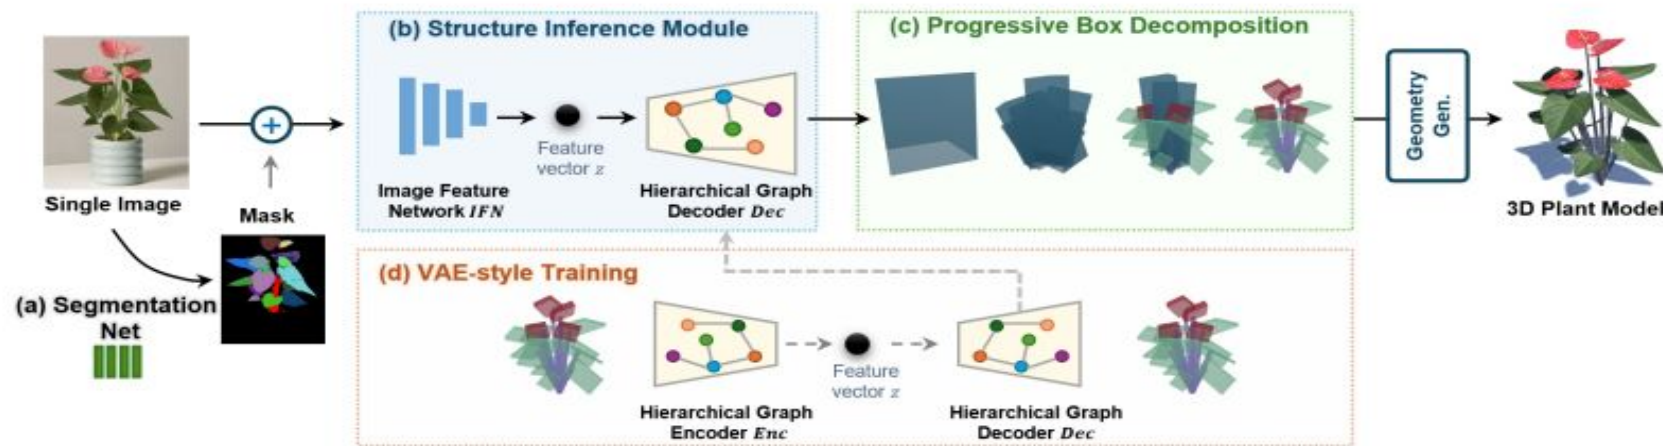 Single Image
+
Mask
(a) Segmentation
Net
(b) Structure Inference Module
Image Feature
Network IFN
Feature
vector z
Hierarchical Graph
Decoder Dec
(c) Progressive Box Decomposition
Geometry
Gen.
3D Plant Model
(d) VAE-style Training
Hierarchical Graph
Encoder Enc
Feature
vector z
Hierarchical Graph
Decoder Dec